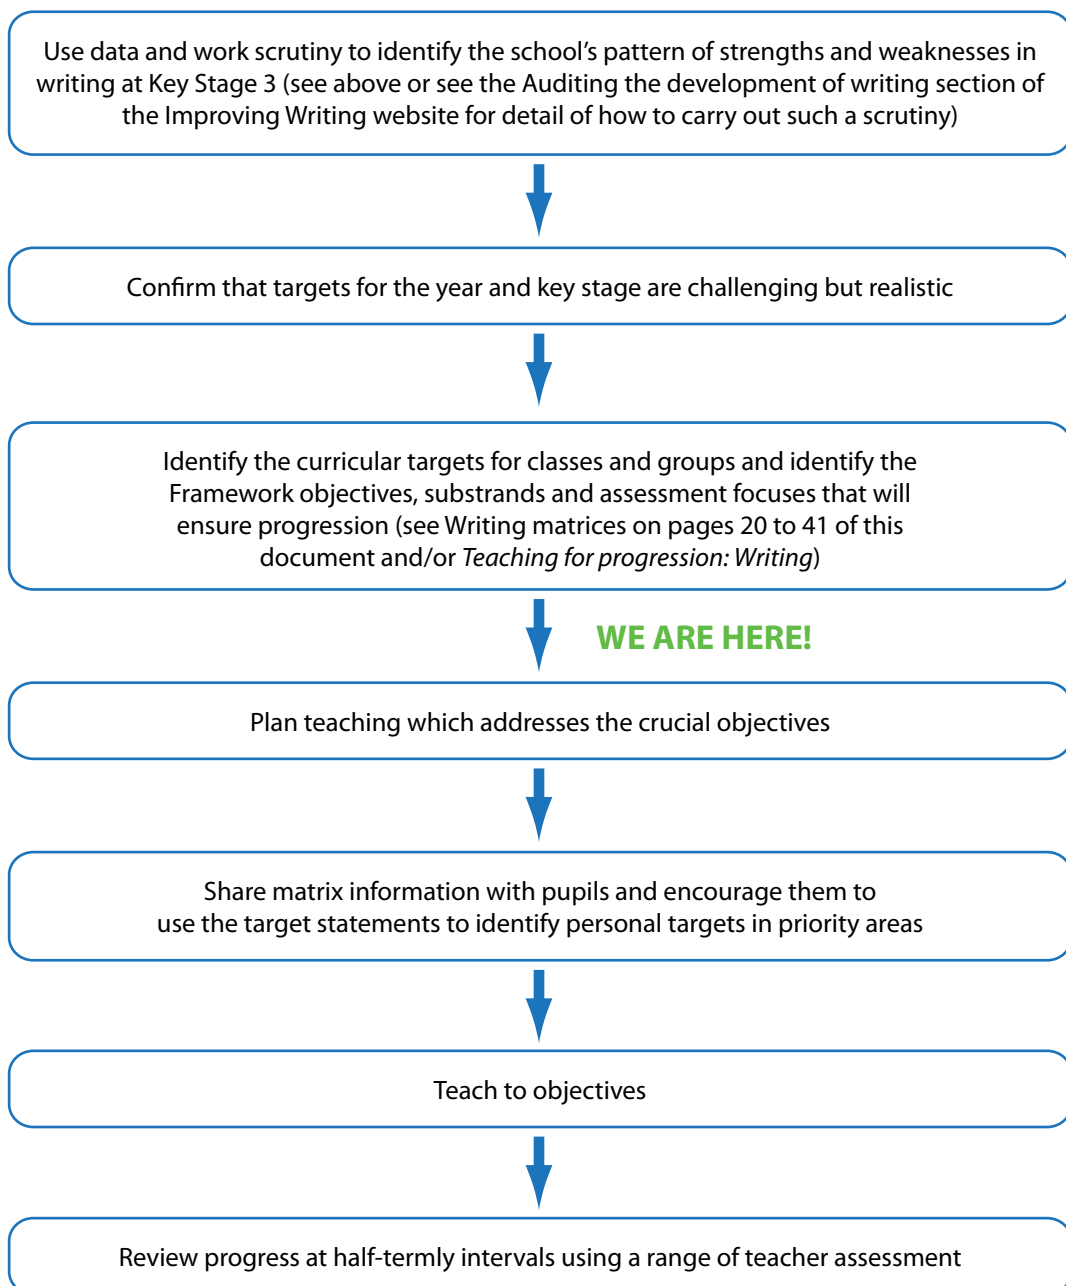 Use data and work scrutiny to identify the school’s pattern of strengths and weaknesses in
writing at Key Stage 3 (see above or see the Auditing the development of writing section of
the Improving Writing website for detail of how to carry out such a scrutiny)
Confirm that targets for the year and key stage are challenging but realistic
Identify the curricular targets for classes and groups and identify the
Framework objectives, substrands and assessment focuses that will
ensure progression (see Writing matrices on pages 20 to 41 of this
document and/or Teaching for progression: Writing)
WE ARE HERE!
Plan teaching which addresses the crucial objectives
Share matrix information with pupils and encourage them to
use the target statements to identify personal targets in priority areas
Teach to objectives
Review progress at half-termly intervals using a range of teacher assessment